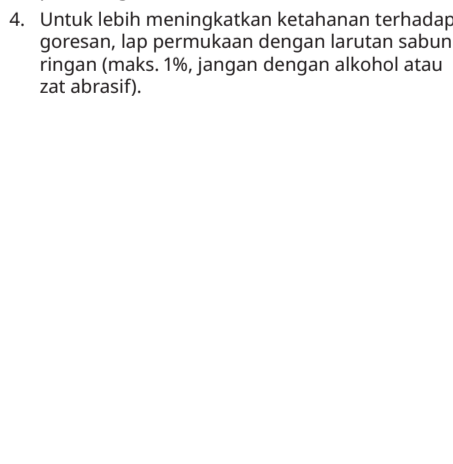 4. Untuk lebih meningkatkan ketahanan terhadap
goresan, lap permukaan dengan larutan sabun
ringan (maks. 1%, jangan dengan alkohol atau
zat abrasif).